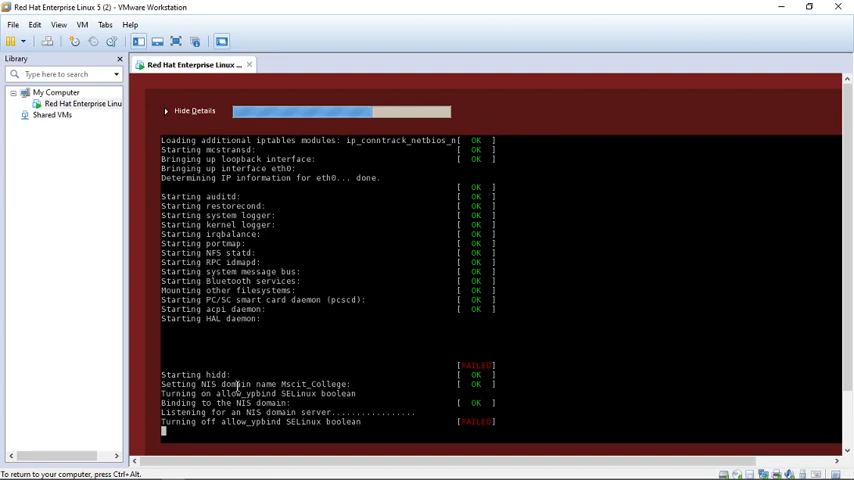 Red Hat Enterprise Linux 5 (2) - VMware Workstation
File Edit View VM Tabs Help
Library
Type here to search
My Computer
Red Hat Enterprise Linu
Shared VMs
Red Hat Enterprise Linux ...
Hide Details
Loading additional iptables modules: ip_conntrack_netbios_n[ OK ]
Starting mcstransd: [ OK ]
Bringing up loopback interface: [ OK ]
Bringing up interface eth0:
Determining IP information for eth0... done.
[ OK ]
Starting auditd: [ OK ]
Starting restorecond: [ OK ]
Starting system logger: [ OK ]
Starting kernel logger: [ OK ]
Starting irqbalance: [ OK ]
Starting portmap: [ OK ]
Starting NFS statd: [ OK ]
Starting RPC idmapd: [ OK ]
Starting system message bus: [ OK ]
Starting Bluetooth services: [ OK ]
Mounting other filesystems: [ OK ]
Starting PC/SC smart card daemon (pcscd): [ OK ]
Starting acpi daemon: [ OK ]
Starting HAL daemon:
[FAILED]
Starting hidd: [ OK ]
Setting NIS domain name Mscit_College: [ OK ]
Turning on allow_ypbind SELinux boolean
Binding to the NIS domain: [ OK ]
Listening for an NIS domain server.................
Turning off allow_ypbind SELinux boolean [FAILED]
To return to your computer, press Ctrl+Alt.